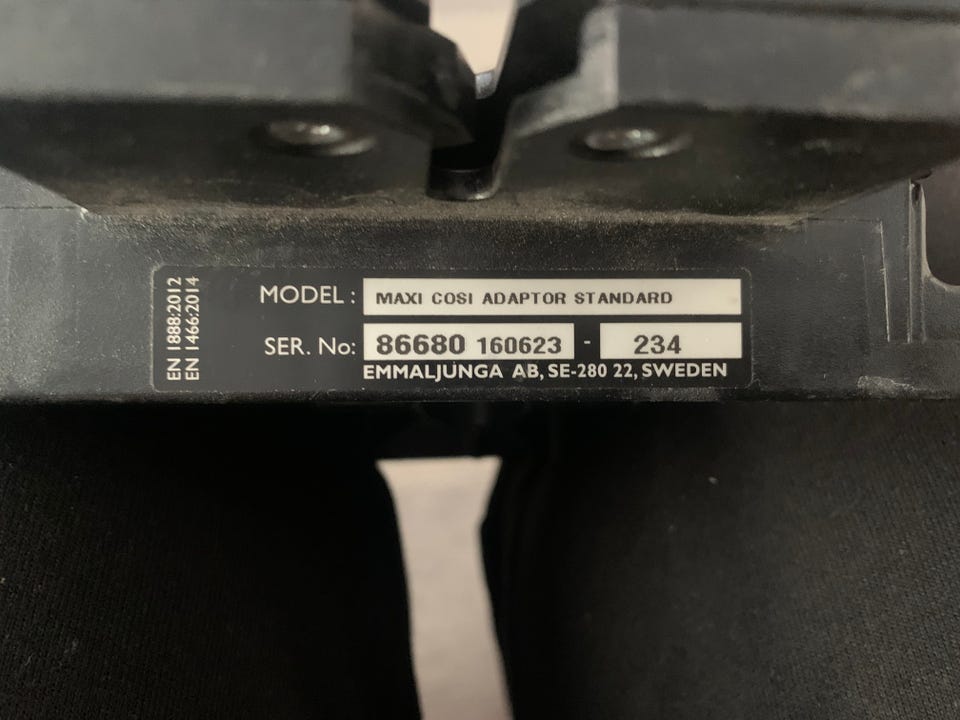 EN 1888:2012
EN 1466:2014
MODEL : MAXI COSI ADAPTOR STANDARD
SER. No: 86680 160623 - 234
EMMALJUNGA AB, SE-280 22, SWEDEN